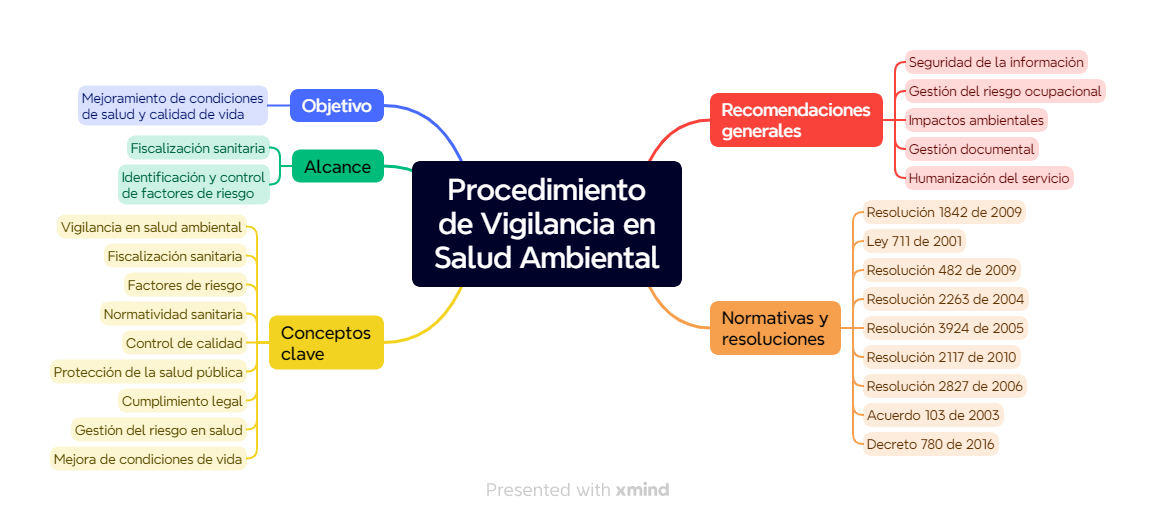 Procedimiento
de Vigilancia en
Salud Ambiental
Recomendaciones
generales
Seguridad de la información
Gestión del riesgo ocupacional
Impactos ambientales
Gestión documental
Humanización del servicio
Normativas y
resoluciones
Resolución 1842 de 2009
Ley 711 de 2001
Resolución 482 de 2009
Resolución 2263 de 2004
Resolución 3924 de 2005
Resolución 2117 de 2010
Resolución 2827 de 2006
Acuerdo 103 de 2003
Decreto 780 de 2016
Objetivo
Mejoramiento de condiciones
de salud y calidad de vida
Alcance
Fiscalización sanitaria
Identificación y control
de factores de riesgo
Conceptos
clave
Vigilancia en salud ambiental
Fiscalización sanitaria
Factores de riesgo
Normatividad sanitaria
Control de calidad
Protección de la salud pública
Cumplimiento legal
Gestión del riesgo en salud
Mejora de condiciones de vida
Presented with xmind